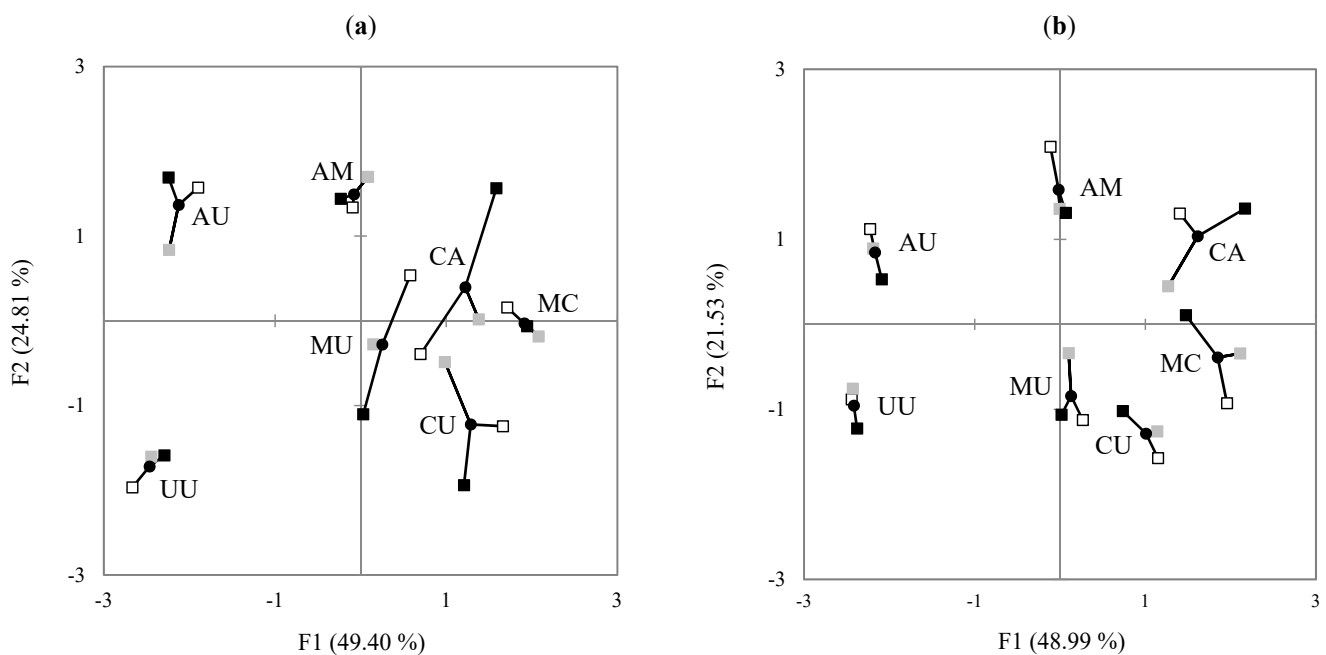 (a)
3
1
-1
-3
-3
-1
1
3
F2 (24.81 %)
F1 (49.40 %)
AU
AM
CA
MC
MU
CU
UU
(b)
3
1
-1
-3
-3
-1
1
3
F2 (21.53 %)
F1 (48.99 %)
AM
AU
CA
MC
MU
UU
CU